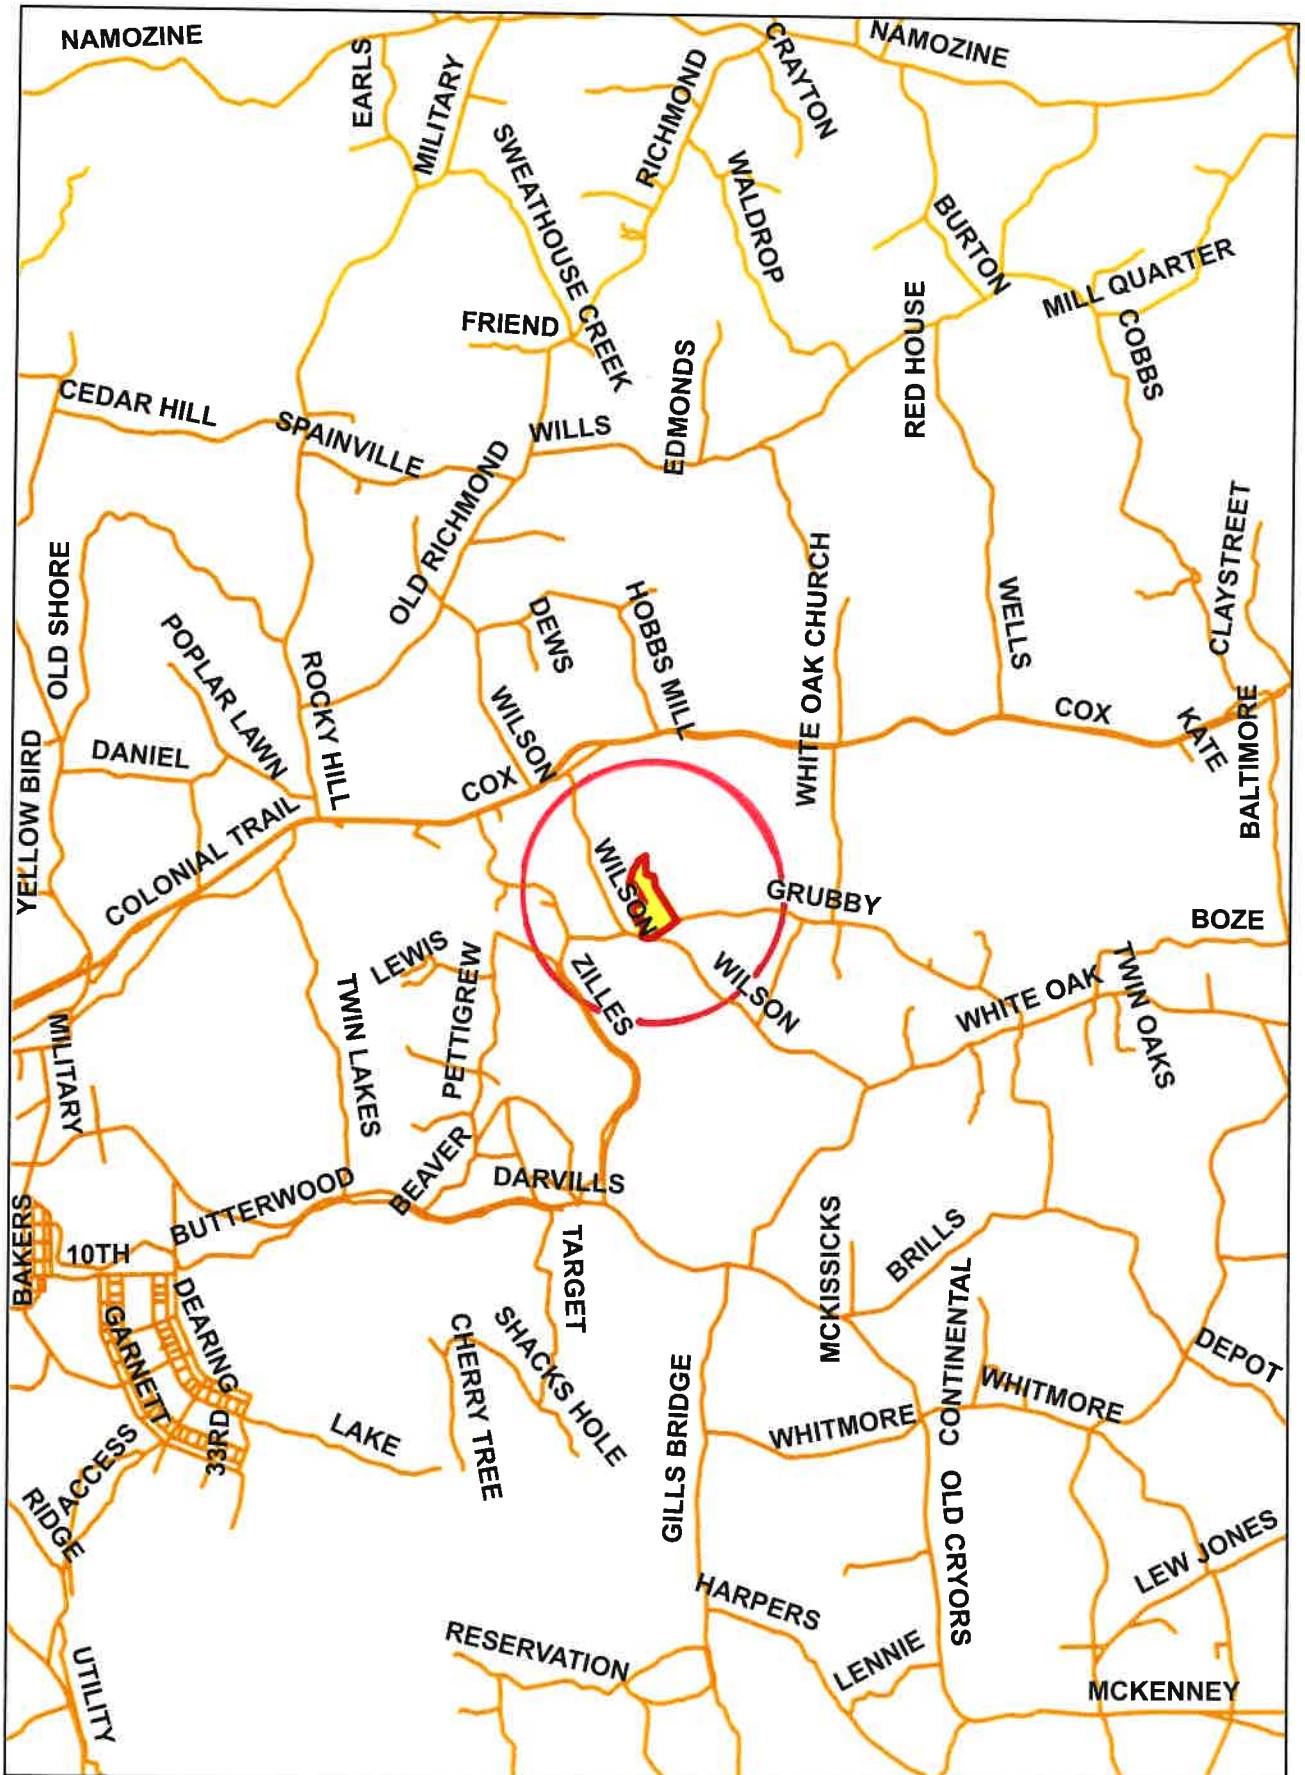 NAMOZINE
NAMOZINE
EARLS
MILITARY
RICHMOND
CRAYTON
SWEATHOUSE CREEK
WALDROP
BURTON
MILL QUARTER
FRIEND
RED HOUSE
COBBS
EDMONDS
CEDAR HILL
SPAINVILLE
WILLS
OLD RICHMOND
CLAYSTREET
OLD SHORE
WHITE OAK CHURCH
DEWS
HOBBS MILL
WELLS
POPLAR LAWN
ROCKY HILL
WILSON
COX
KATE
BALTIMORE
YELLOW BIRD
DANIEL
COX
COLONIAL TRAIL
WILSON
GRUBBY
BOZE
LEWIS
PETTIGREW
ZILLES
WILSON
WHITE OAK
TWIN OAKS
TWIN LAKES
MILITARY
BEAVER
DARVILLS
BUTTERWOOD
BAKERS
10TH
TARGET
MCKISSICKS
BRILLS
DEARING
GARNETT
CONTINENTAL
CHERRY TREE
SHACKS HOLE
DEPOT
GILLS BRIDGE
WHITMORE
WHITMORE
33RD
LAKE
ACCESS
RIDGE
OLD CRYORS
LEW JONES
HARPERS
RESERVATION
LENNIE
UTILITY
MCKENNEY